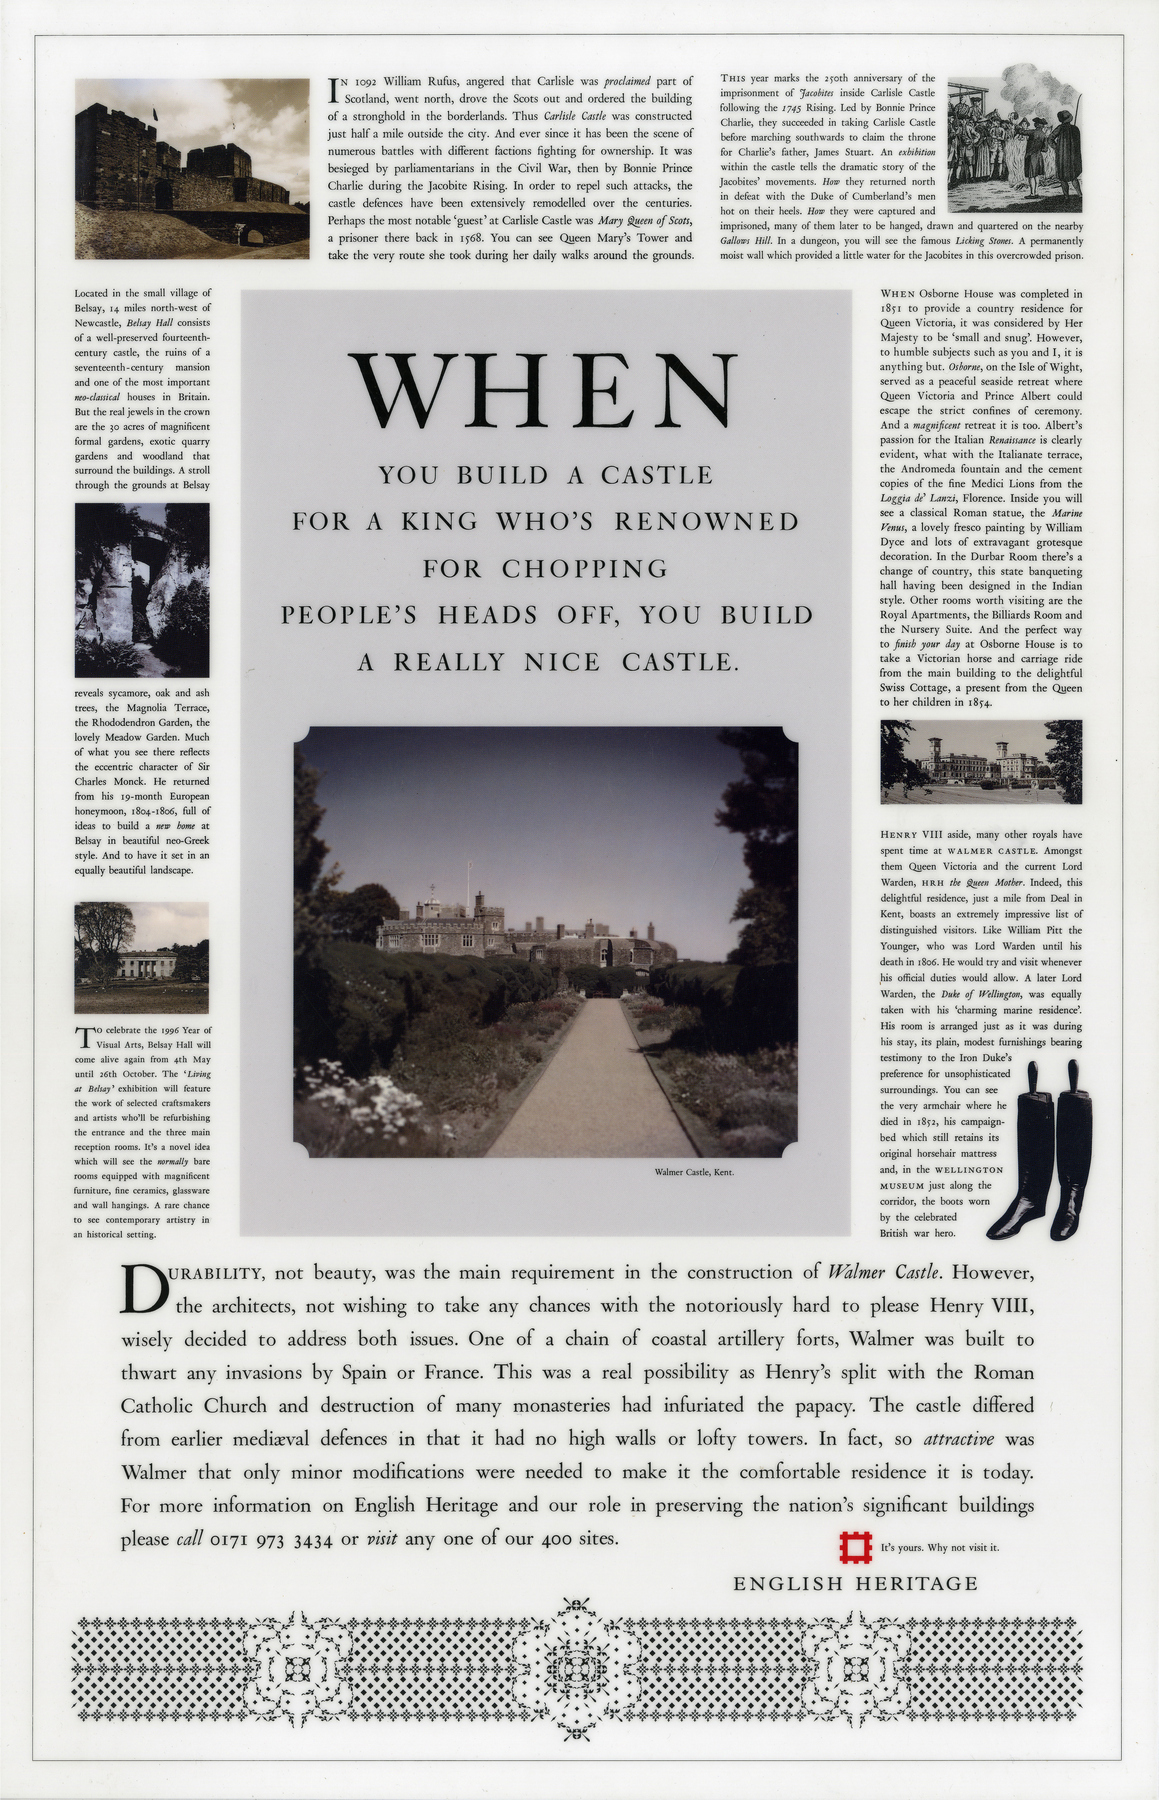 IN 1092 William Rufus, angered that Carlisle was proclaimed part of
Scotland, went north, drove the Scots out and ordered the building
of a stronghold in the borderlands. Thus Carlisle Castle was constructed
just half a mile outside the city. And ever since it has been the scene of
numerous battles with different factions fighting for ownership. It was
besieged by parliamentarians in the Civil War, then by Bonnie Prince
Charlie during the Jacobite Rising. In order to repel such attacks, the
castle defences have been extensively remodelled over the centuries.
Perhaps the most notable ‘guest’ at Carlisle Castle was Mary Queen of Scots,
a prisoner there back in 1568. You can see Queen Mary’s Tower and
take the very route she took during her daily walks around the grounds.
THIS year marks the 250th anniversary of the
imprisonment of Jacobites inside Carlisle Castle
following the 1745 Rising. Led by Bonnie Prince
Charlie, they succeeded in taking Carlisle Castle
before marching southwards to claim the throne
for Charlie’s father, James Stuart. An exhibition
within the castle tells the dramatic story of the
Jacobites’ movements. How they returned north
in defeat with the Duke of Cumberland’s men
hot on their heels. How they were captured and
imprisoned, many of them later to be hanged, drawn and quartered on the nearby
Gallows Hill. In a dungeon, you will see the famous Licking Stones. A permanently
moist wall which provided a little water for the Jacobites in this overcrowded prison.
Located in the small village of
Belsay, 14 miles north-west of
Newcastle, Belsay Hall consists
of a well-preserved fourteenth-
century castle, the ruins of a
seventeenth-century mansion
and one of the most important
neo-classical houses in Britain.
But the real jewels in the crown
are the 30 acres of magnificent
formal gardens, exotic quarry
gardens and woodland that
surround the buildings. A stroll
through the grounds at Belsay
reveals sycamore, oak and ash
trees, the Magnolia Terrace,
the Rhododendron Garden, the
lovely Meadow Garden. Much
of what you see there reflects
the eccentric character of Sir
Charles Monck. He returned
from his 19-month European
honeymoon, 1804-1806, full of
ideas to build a new home at
Belsay in beautiful neo-Greek
style. And to have it set in an
equally beautiful landscape.
TO celebrate the 1996 Year of
Visual Arts, Belsay Hall will
come alive again from 4th May
until 26th October. The ‘Living
at Belsay’ exhibition will feature
the work of selected craftsmakers
and artists who’ll be refurbishing
the entrance and the three main
reception rooms. It’s a novel idea
which will see the normally bare
rooms equipped with magnificent
furniture, fine ceramics, glassware
and wall hangings. A rare chance
to see contemporary artistry in
an historical setting.
WHEN
YOU BUILD A CASTLE
FOR A KING WHO’S RENOWNED
FOR CHOPPING
PEOPLE’S HEADS OFF, YOU BUILD
A REALLY NICE CASTLE.
Walmer Castle, Kent.
WHEN Osborne House was completed in
1851 to provide a country residence for
Queen Victoria, it was considered by Her
Majesty to be ‘small and snug’. However,
to humble subjects such as you and I, it is
anything but. Osborne, on the Isle of Wight,
served as a peaceful seaside retreat where
Queen Victoria and Prince Albert could
escape the strict confines of ceremony.
And a magnificent retreat it is too. Albert’s
passion for the Italian Renaissance is clearly
evident, what with the Italianate terrace,
the Andromeda fountain and the cement
copies of the fine Medici Lions from the
Loggia de’ Lanzi, Florence. Inside you will
see a classical Roman statue, the Marine
Venus, a lovely fresco painting by William
Dyce and lots of extravagant grotesque
decoration. In the Durbar Room there’s a
change of country, this state banqueting
hall having been designed in the Indian
style. Other rooms worth visiting are the
Royal Apartments, the Billiards Room and
the Nursery Suite. And the perfect way
to finish your day at Osborne House is to
take a Victorian horse and carriage ride
from the main building to the delightful
Swiss Cottage, a present from the Queen
to her children in 1854.
HENRY VIII aside, many other royals have
spent time at WALMER CASTLE. Amongst
them Queen Victoria and the current Lord
Warden, HRH the Queen Mother. Indeed, this
delightful residence, just a mile from Deal in
Kent, boasts an extremely impressive list of
distinguished visitors. Like William Pitt the
Younger, who was Lord Warden until his
death in 1806. He would try and visit whenever
his official duties would allow. A later Lord
Warden, the Duke of Wellington, was equally
taken with his ‘charming marine residence’.
His room is arranged just as it was during
his stay, its plain, modest furnishings bearing
testimony to the Iron Duke’s
preference for unsophisticated
surroundings. You can see
the very armchair where he
died in 1852, his campaign-
bed which still retains its
original horsehair mattress
and, in the WELLINGTON
MUSEUM just along the
corridor, the boots worn
by the celebrated
British war hero.
DURABILITY, not beauty, was the main requirement in the construction of Walmer Castle. However,
the architects, not wishing to take any chances with the notoriously hard to please Henry VIII,
wisely decided to address both issues. One of a chain of coastal artillery forts, Walmer was built to
thwart any invasions by Spain or France. This was a real possibility as Henry’s split with the Roman
Catholic Church and destruction of many monasteries had infuriated the papacy. The castle differed
from earlier mediæval defences in that it had no high walls or lofty towers. In fact, so attractive was
Walmer that only minor modifications were needed to make it the comfortable residence it is today.
For more information on English Heritage and our role in preserving the nation’s significant buildings
please call 0171 973 3434 or visit any one of our 400 sites.
It’s yours. Why not visit it.
ENGLISH HERITAGE